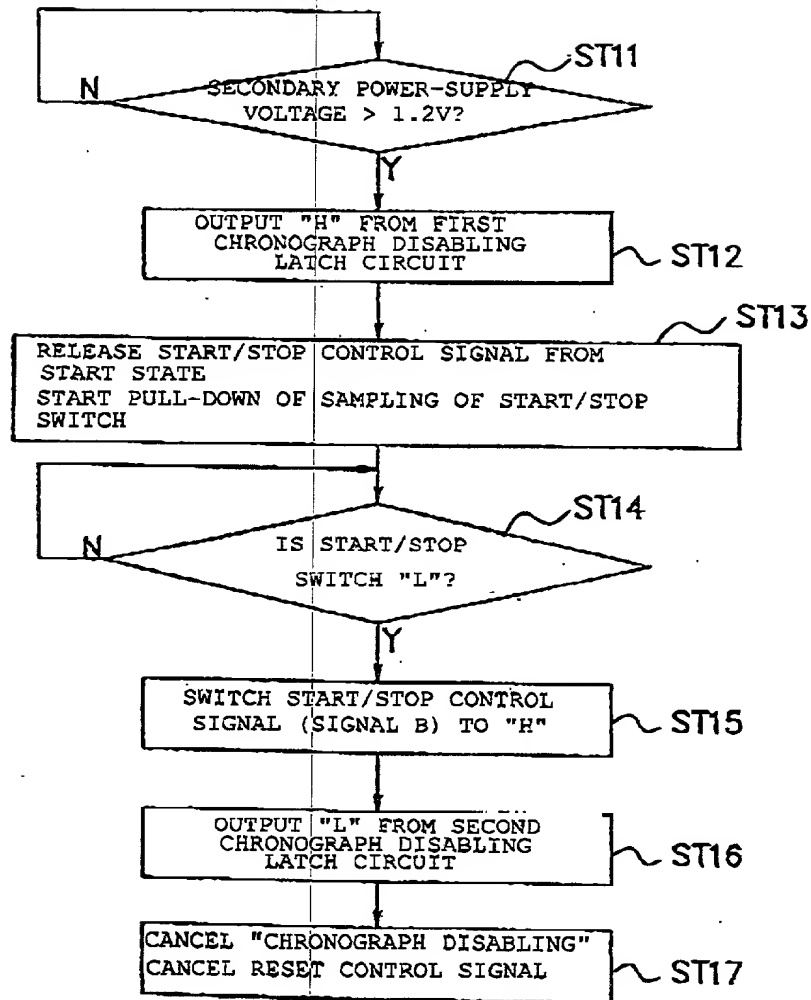 ST11
SECONDARY POWER-SUPPLY
VOLTAGE > 1.2V?
N
Y
OUTPUT "H" FROM FIRST
CHRONOGRAPH DISABLING
LATCH CIRCUIT
ST12
ST13
RELEASE START/STOP CONTROL SIGNAL FROM
START STATE
START PULL-DOWN OF SAMPLING OF START/STOP
SWITCH
ST14
IS START/STOP
SWITCH "L"?
N
Y
SWITCH START/STOP CONTROL
SIGNAL (SIGNAL B) TO "H"
ST15
OUTPUT "L" FROM SECOND
CHRONOGRAPH DISABLING
LATCH CIRCUIT
ST16
CANCEL "CHRONOGRAPH DISABLING"
CANCEL RESET CONTROL SIGNAL
ST17